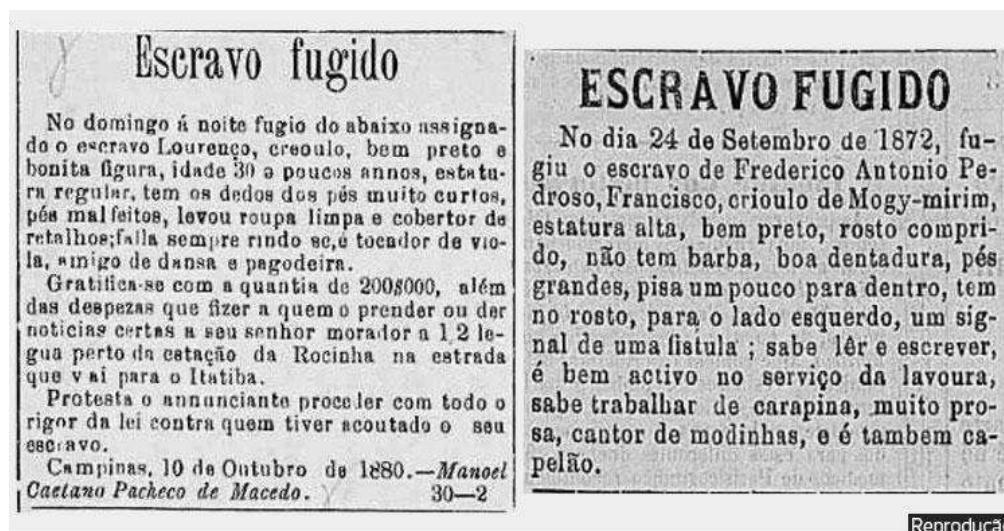 Escravo fugido
No domingo á noite fugio do abaixo assigna-
do o escravo Lourenço, creoulo, bem preto e
bonita figura, idade 30 e poucos annos, estatu-
ra regular, tem os dedos dos pés muito curtos,
pés mal feitos, levou roupa limpa e cobertor de
retalhos; falla sempre rindo se, é tocador de vio-
la, amigo de dansa e pagodeira.
Gratifica-se com a quantia de 200$000, além
das despezas que fizer a quem o prender ou der
noticias certas a seu senhor morador a 1 2 le-
gua perto da estação da Rocinha na estrada
que vai para o Itatiba.
Protesta o annunciante proceder com todo o
rigor da lei contra quem tiver acoutado o seu
escravo.
Campinas, 10 de Outubro de 1880.—Manoel
Caetano Pacheco de Macedo. 30—2
ESCRAVO FUGIDO
No dia 24 de Setembro de 1872, fu-
giu o escravo de Frederico Antonio Pe-
droso, Francisco, crioulo de Mogy-mirim,
estatura alta, bem preto, rosto compri-
do, não tem barba, boa dentadura, pés
grandes, pisa um pouco para dentro, tem
no rosto, para o lado esquerdo, um sig-
nal de uma fistula ; sabe lêr e escrever,
é bem activo no serviço da lavoura,
sabe trabalhar de carapina, muito pro-
sa, cantor de modinhas, e é tambem ca-
pelão.
Reproduçã